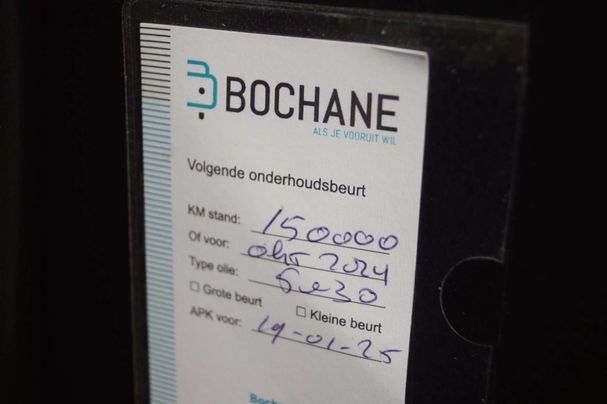 BOCHANE
ALS JE VOORUIT WIL
Volgende onderhoudsbeurt
KM stand: 150000
Of voor: okt 2024
Type olie: 5w30
Grote beurt Kleine beurt
APK voor: 19-01-25